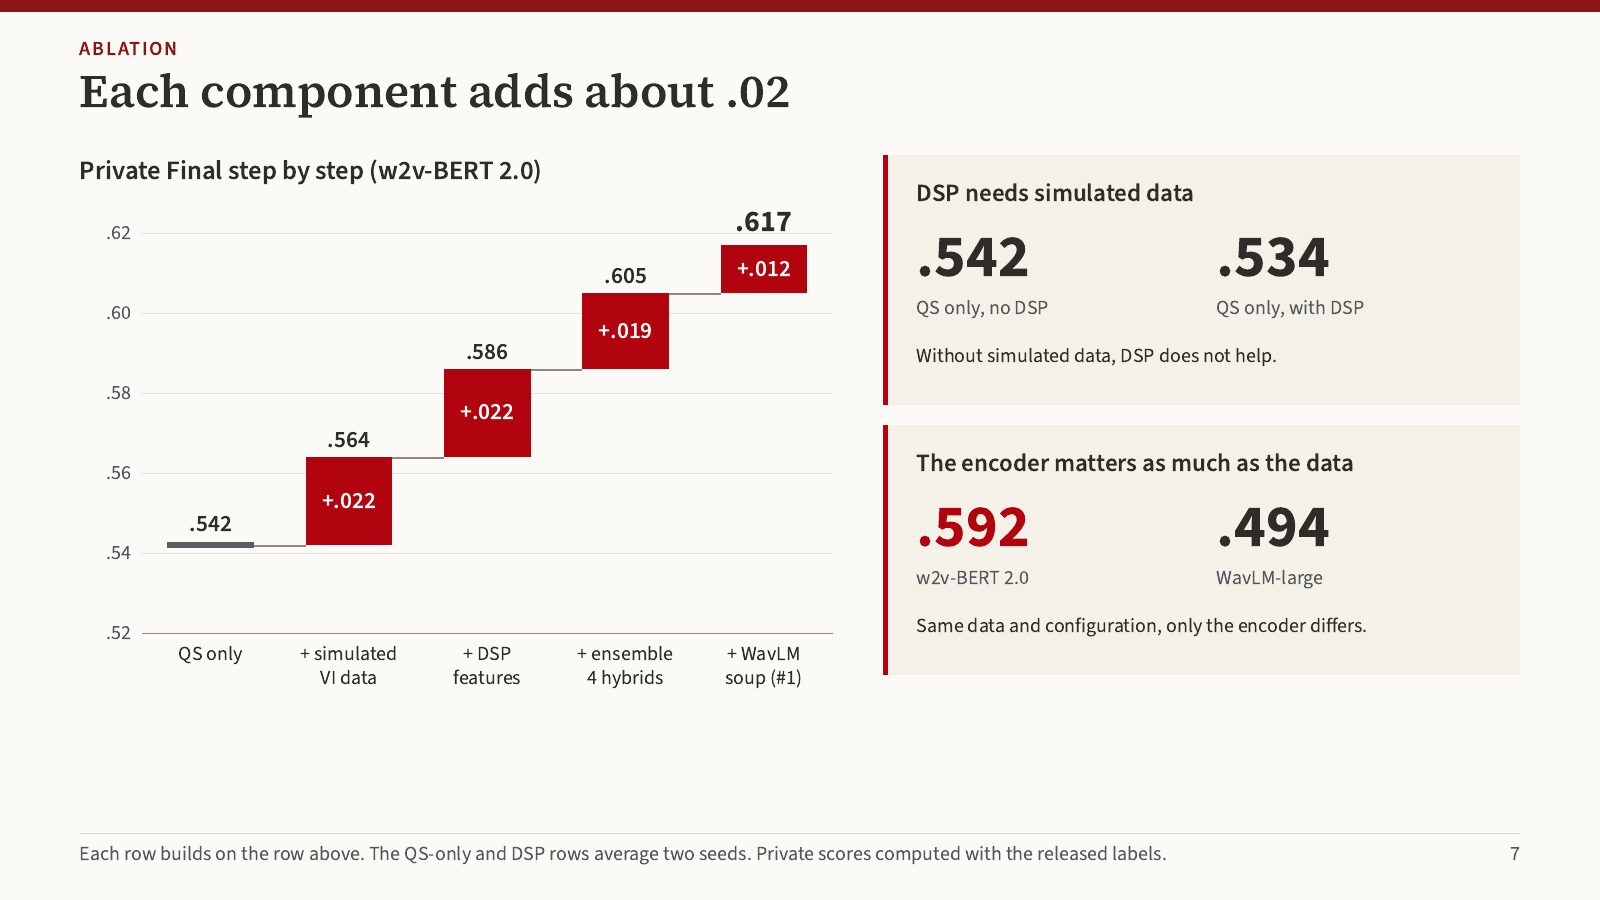 ABLATION
Each component adds about .02
Private Final step by step (w2v-BERT 2.0)
.62
.60
.58
.56
.54
.52
.542
.564
+.022
.586
+.022
.605
+.019
.617
+.012
QS only
+ simulated
VI data
+ DSP
features
+ ensemble
4 hybrids
+ WavLM
soup (#1)
DSP needs simulated data
.542
.534
QS only, no DSP
QS only, with DSP
Without simulated data, DSP does not help.
The encoder matters as much as the data
.592
.494
w2v-BERT 2.0
WavLM-large
Same data and configuration, only the encoder differs.
Each row builds on the row above. The QS-only and DSP rows average two seeds. Private scores computed with the released labels.
7